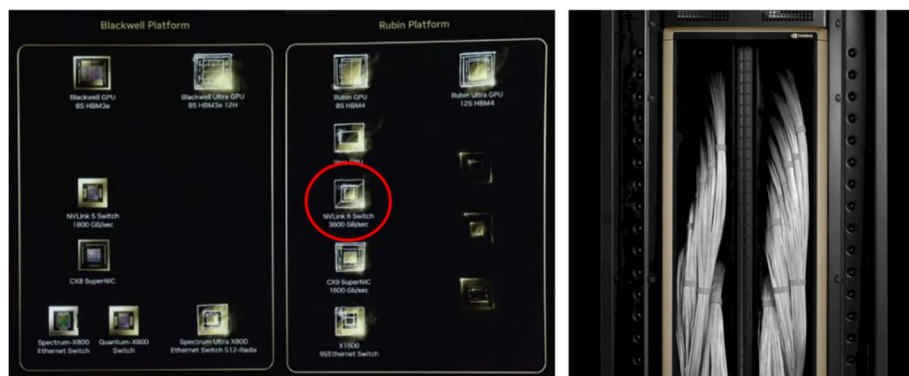 Blackwell Platform
Rubin Platform
Blackwell GPU
8S HBM3e
Blackwell Ultra GPU
8S HBM3e 12H
Rubin GPU
8S HBM4
Rubin Ultra GPU
12S HBM4
NVLink 5 Switch
1800 GB/sec
NVLink 6 Switch
3600 GB/sec
CX8 SuperNIC
CX9 SuperNIC
1600 Gb/sec
Spectrum-X800
Ethernet Switch
Quantum-X800
Switch
Spectrum Ultra X800
Ethernet Switch 512-Radix
X1600
IB/Ethernet Switch
NVIDIA